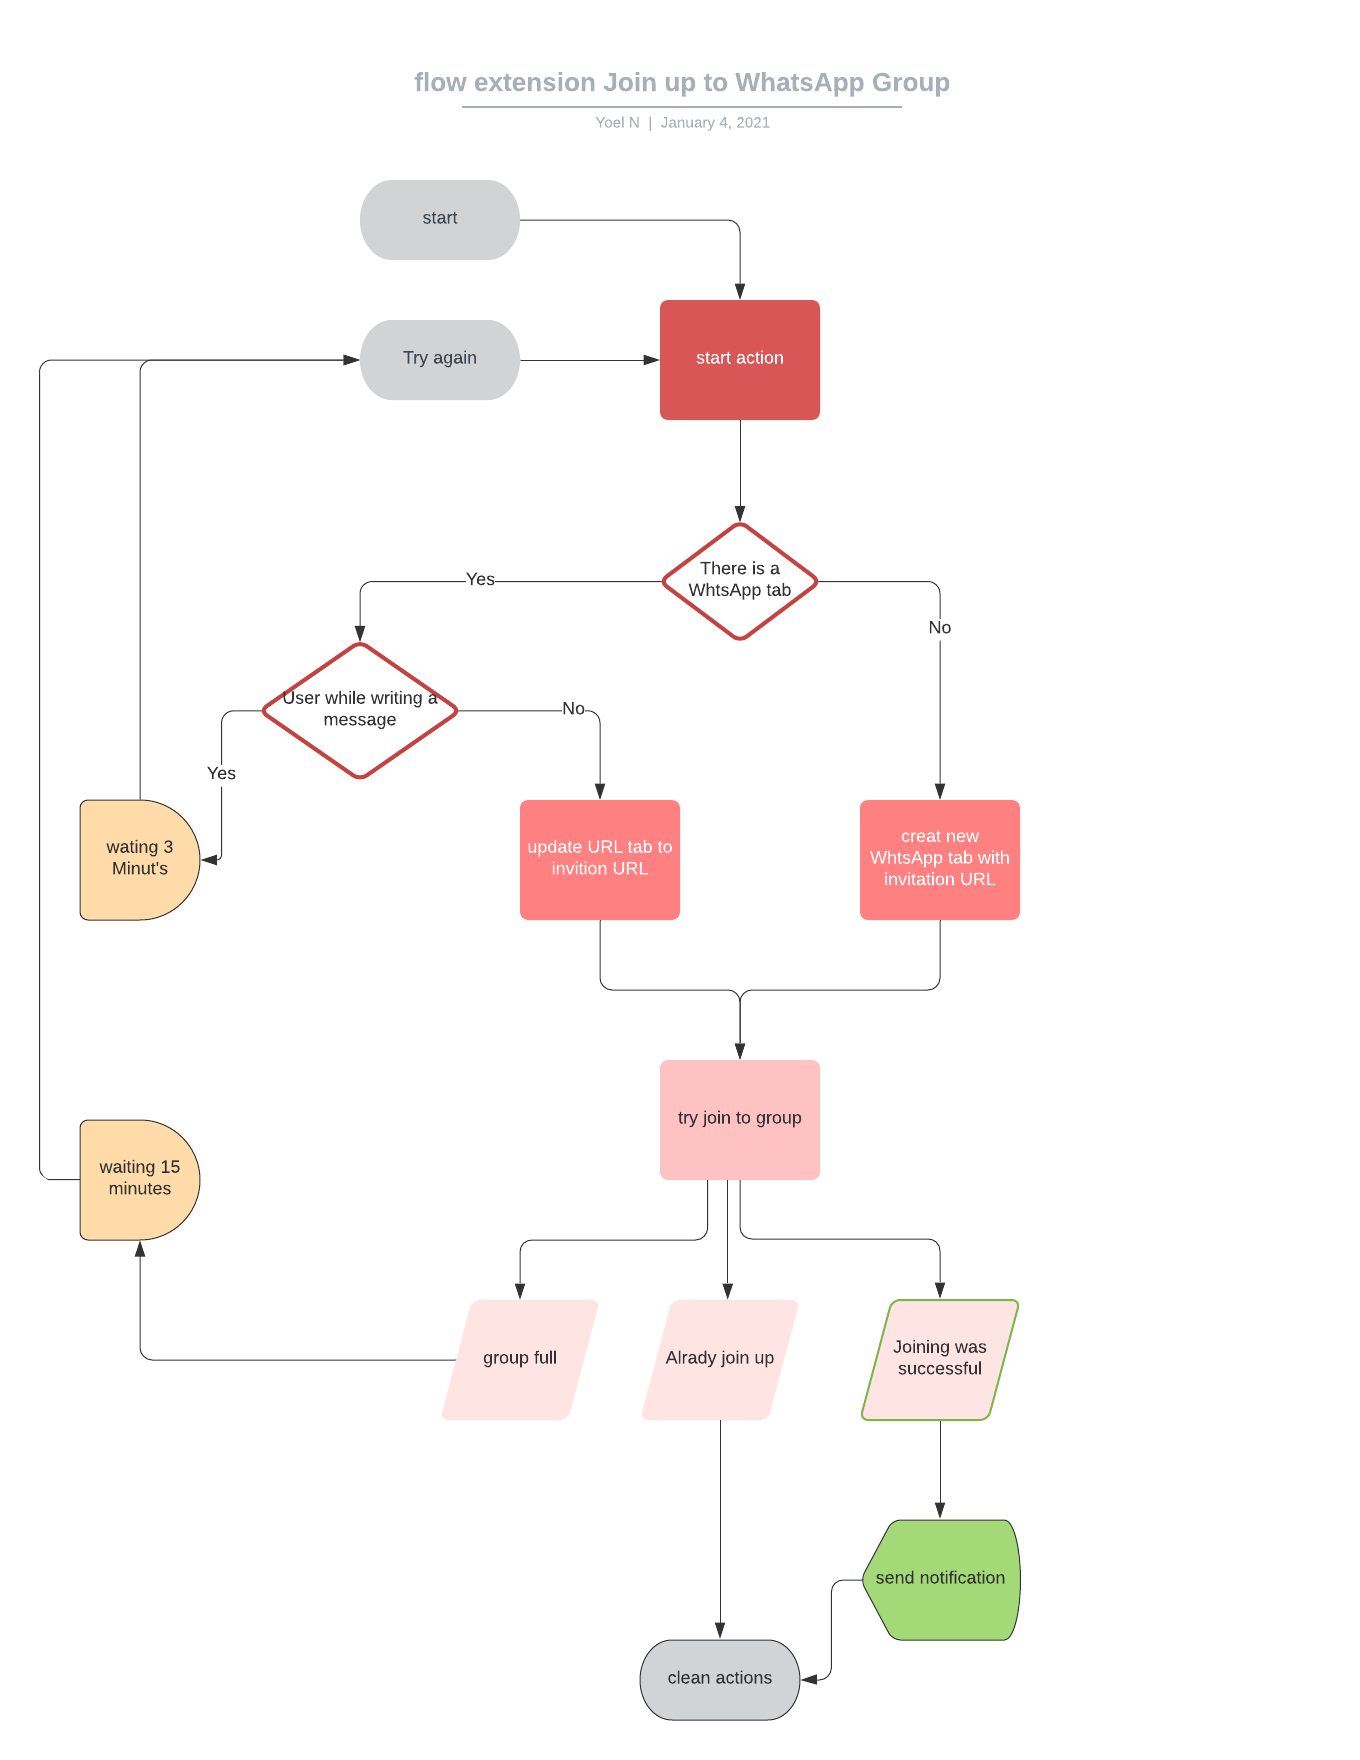 flow extension Join up to WhatsApp Group
Yoel N | January 4, 2021
start
Try again
start action
There is a
WhtsApp tab
Yes
No
User while writing a
message
No
Yes
wating 3
Minut's
update URL tab to
invition URL
creat new
WhtsApp tab with
invitation URL
try join to group
waiting 15
minutes
group full
Alrady join up
Joining was
successful
send notification
clean actions